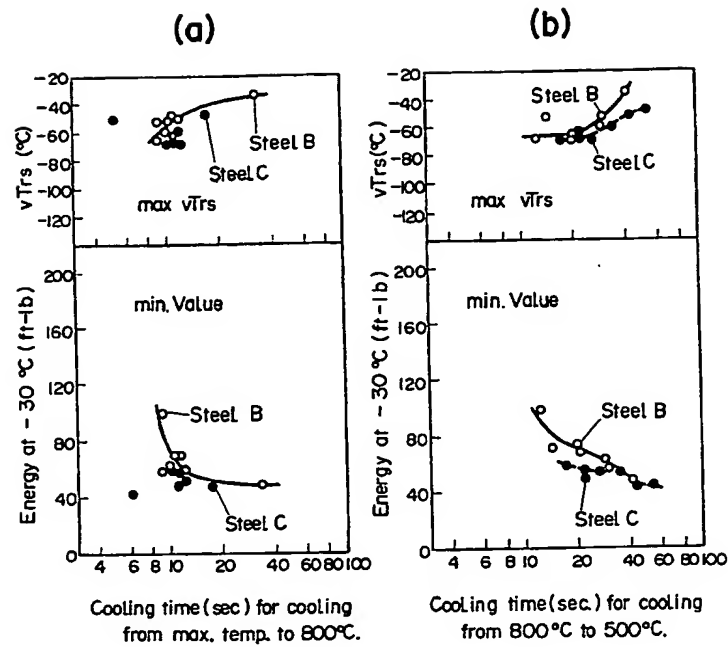 (a)
(b)
-20
-40
-60
-80
-100
-120
vTrs (°C)
Steel B
Steel C
max vTrs
-20
-40
-60
-80
-100
-120
vTrs(°C)
Steel B
Steel C
max vTrs
200
160
120
80
40
0
Energy at - 30 °C (ft-lb)
min. Value
Steel B
Steel C
4 6 8 10 20 40 60 80 100
Cooling time(sec) for cooling
from max. temp. to 800°C.
200
160
120
80
40
0
Energy at - 30°C (ft-lb)
min. Value
Steel B
Steel C
4 6 8 10 20 40 60 80 100
Cooling time(sec.) for cooling
from 800°C to 500°C.